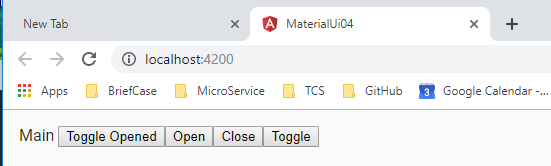 New Tab MaterialUi04
localhost:4200
Apps BriefCase MicroService TCS GitHub 3 Google Calendar -...
Main Toggle Opened Open Close Toggle